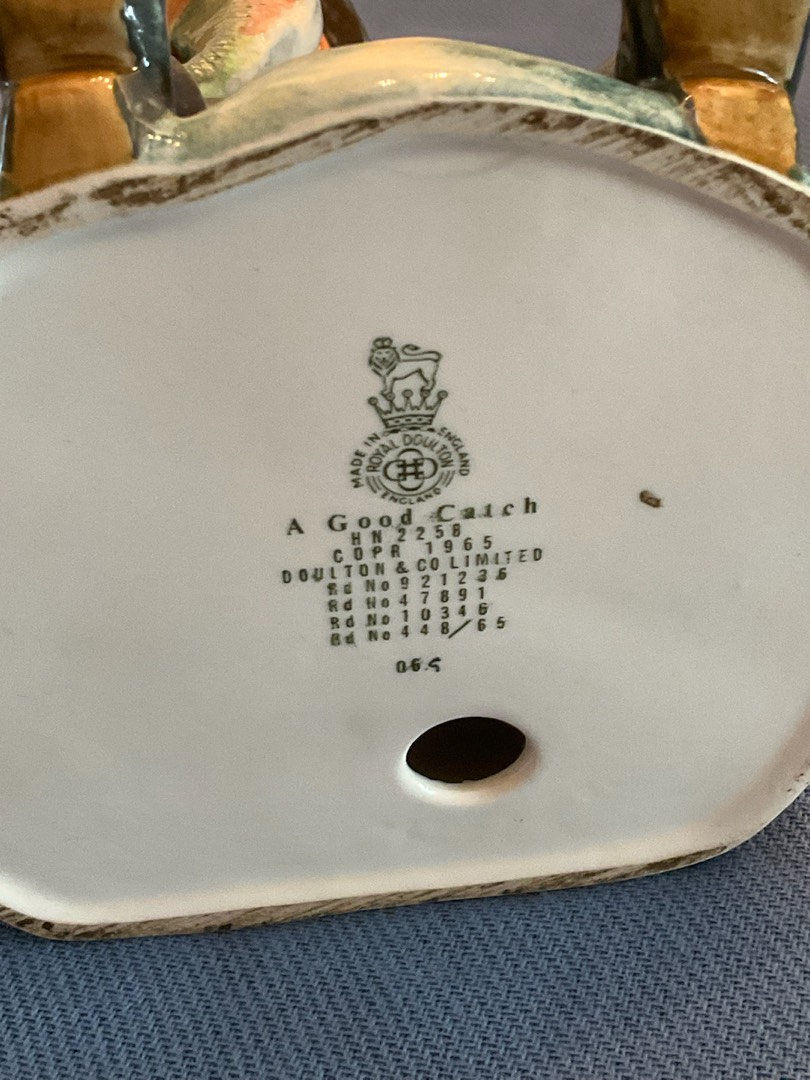 MADE IN ENGLAND
ROYAL DOULTON
ENGLAND
A Good Catch
HN 2258
COPR 1965
DOULTON & CO LIMITED
Rd No 921236
Rd No 47891
Rd No 10346
Rd No 448/65